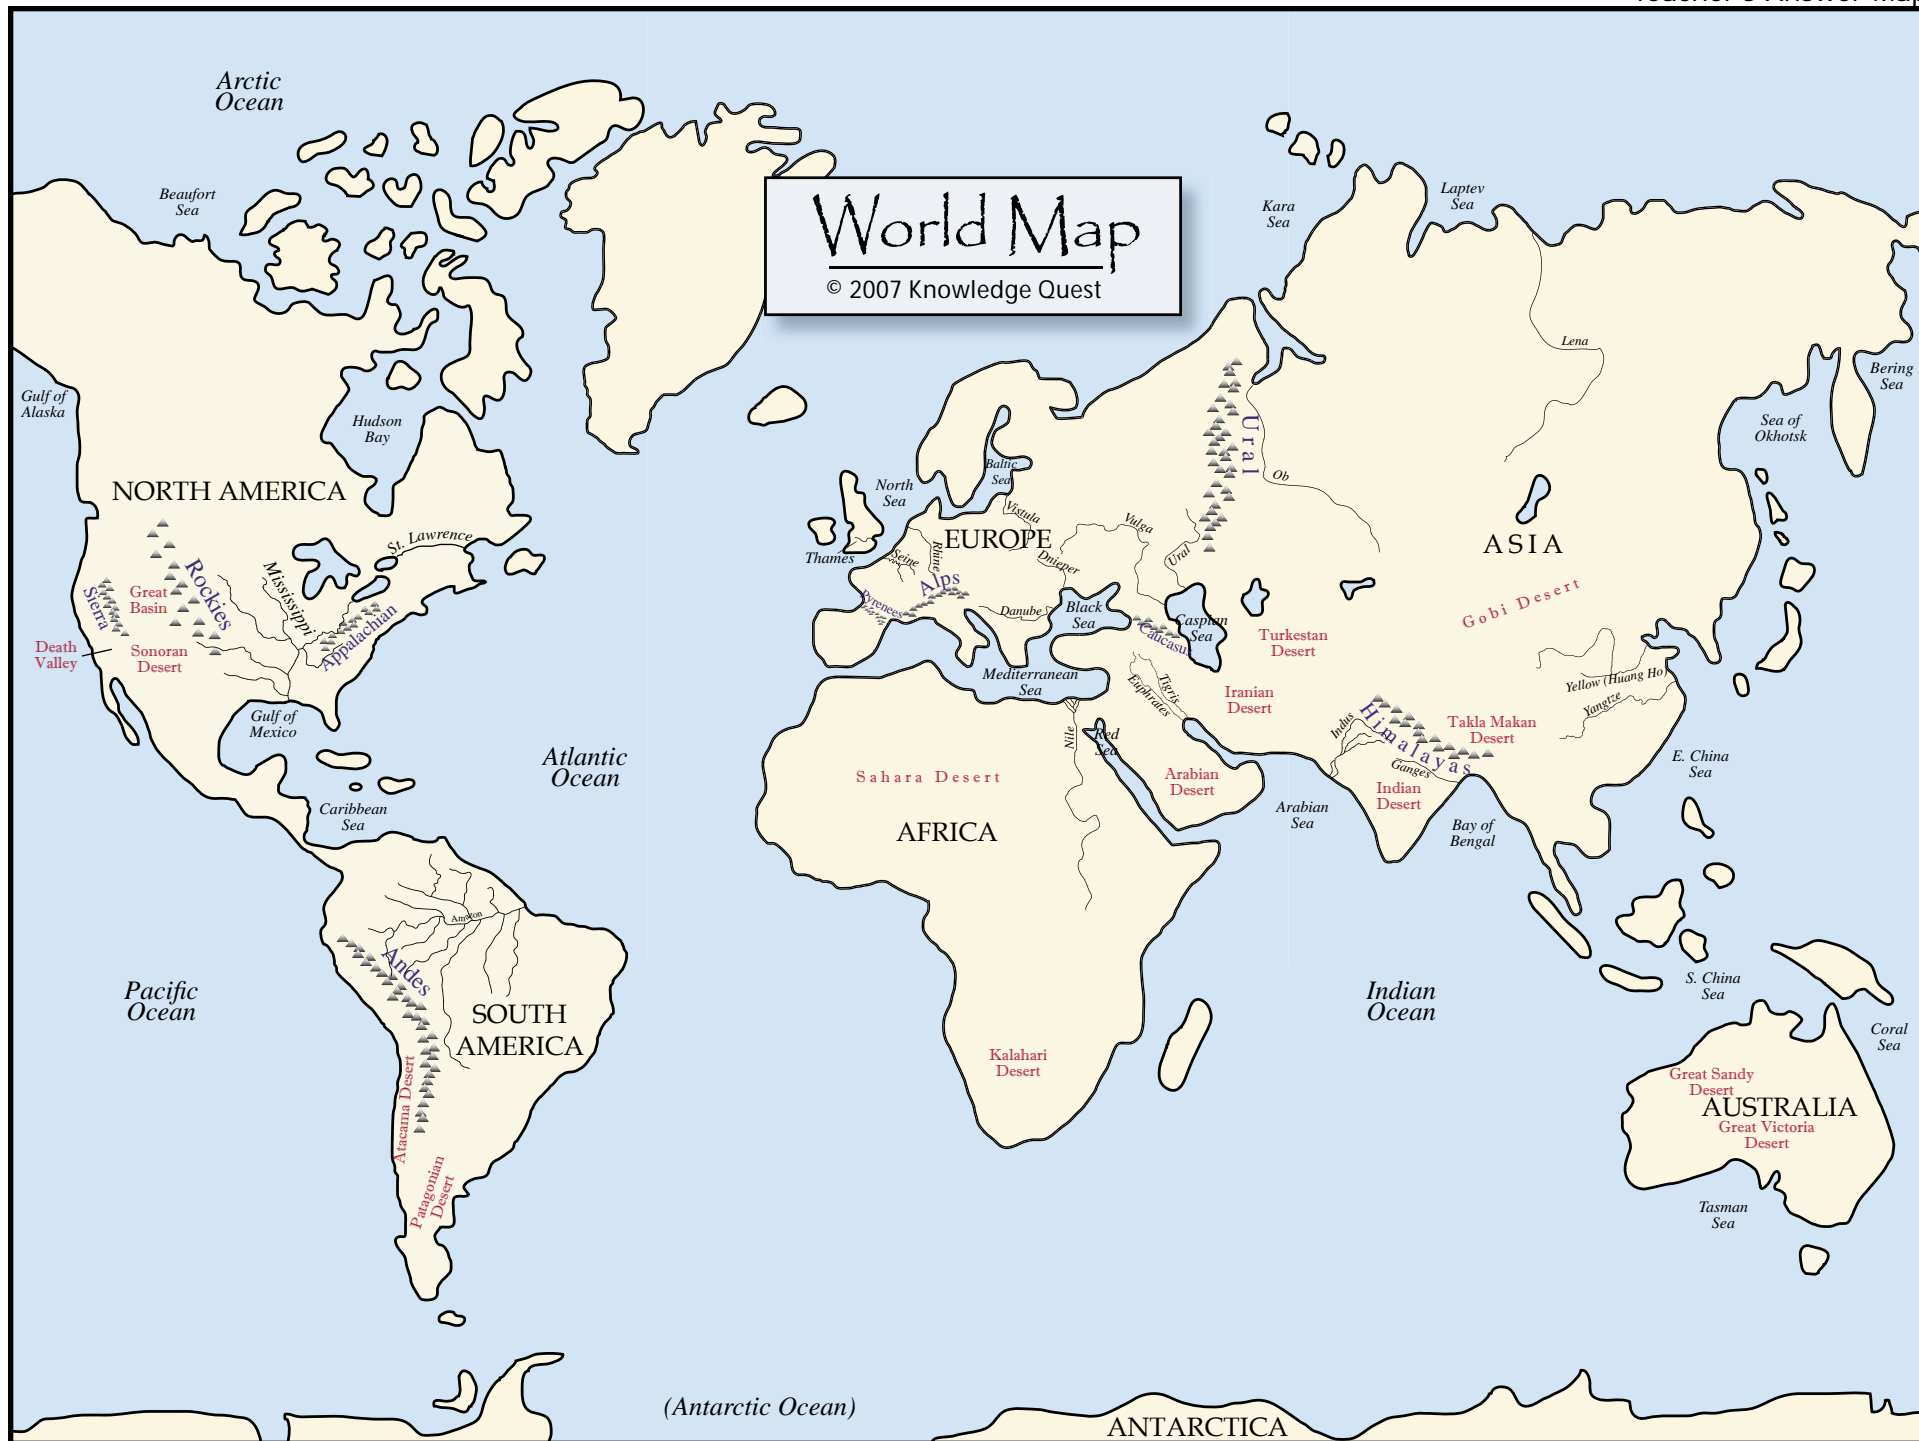 Arctic
Ocean
Beaufort
Sea
World Map
© 2007 Knowledge Quest
Kara
Sea
Laptev
Sea
Lena
Bering
Sea
Gulf of
Alaska
Hudson
Bay
Sea of
Okhotsk
Ural
Ob
Baltic
Sea
North
Sea
NORTH AMERICA
Vistula
Vulga
EUROPE
ASIA
St. Lawrence
Thames
Seine
Rhine
Dnieper
Ural
Rockies
Mississippi
Alps
Pyrenees
Sierra
Great
Basin
Appalachian
Danube
Black
Sea
Caspian
Sea
Caucasus
Gobi Desert
Turkestan
Desert
Death
Valley
Sonoran
Desert
Mediterranean
Sea
Tigris
Euphrates
Iranian
Desert
Yellow (Huang Ho)
Yangtze
Gulf of
Mexico
Nile
Red
Sea
Indus
Himalayas
Takla Makan
Desert
Atlantic
Ocean
Sahara Desert
Arabian
Desert
Ganges
Indian
Desert
E. China
Sea
Caribbean
Sea
AFRICA
Arabian
Sea
Bay of
Bengal
Amazon
Andes
Pacific
Ocean
SOUTH
AMERICA
Indian
Ocean
S. China
Sea
Coral
Sea
Atacama Desert
Kalahari
Desert
Great Sandy
Desert
AUSTRALIA
Great Victoria
Desert
Patagonian
Desert
Tasman
Sea
(Antarctic Ocean)
ANTARCTICA